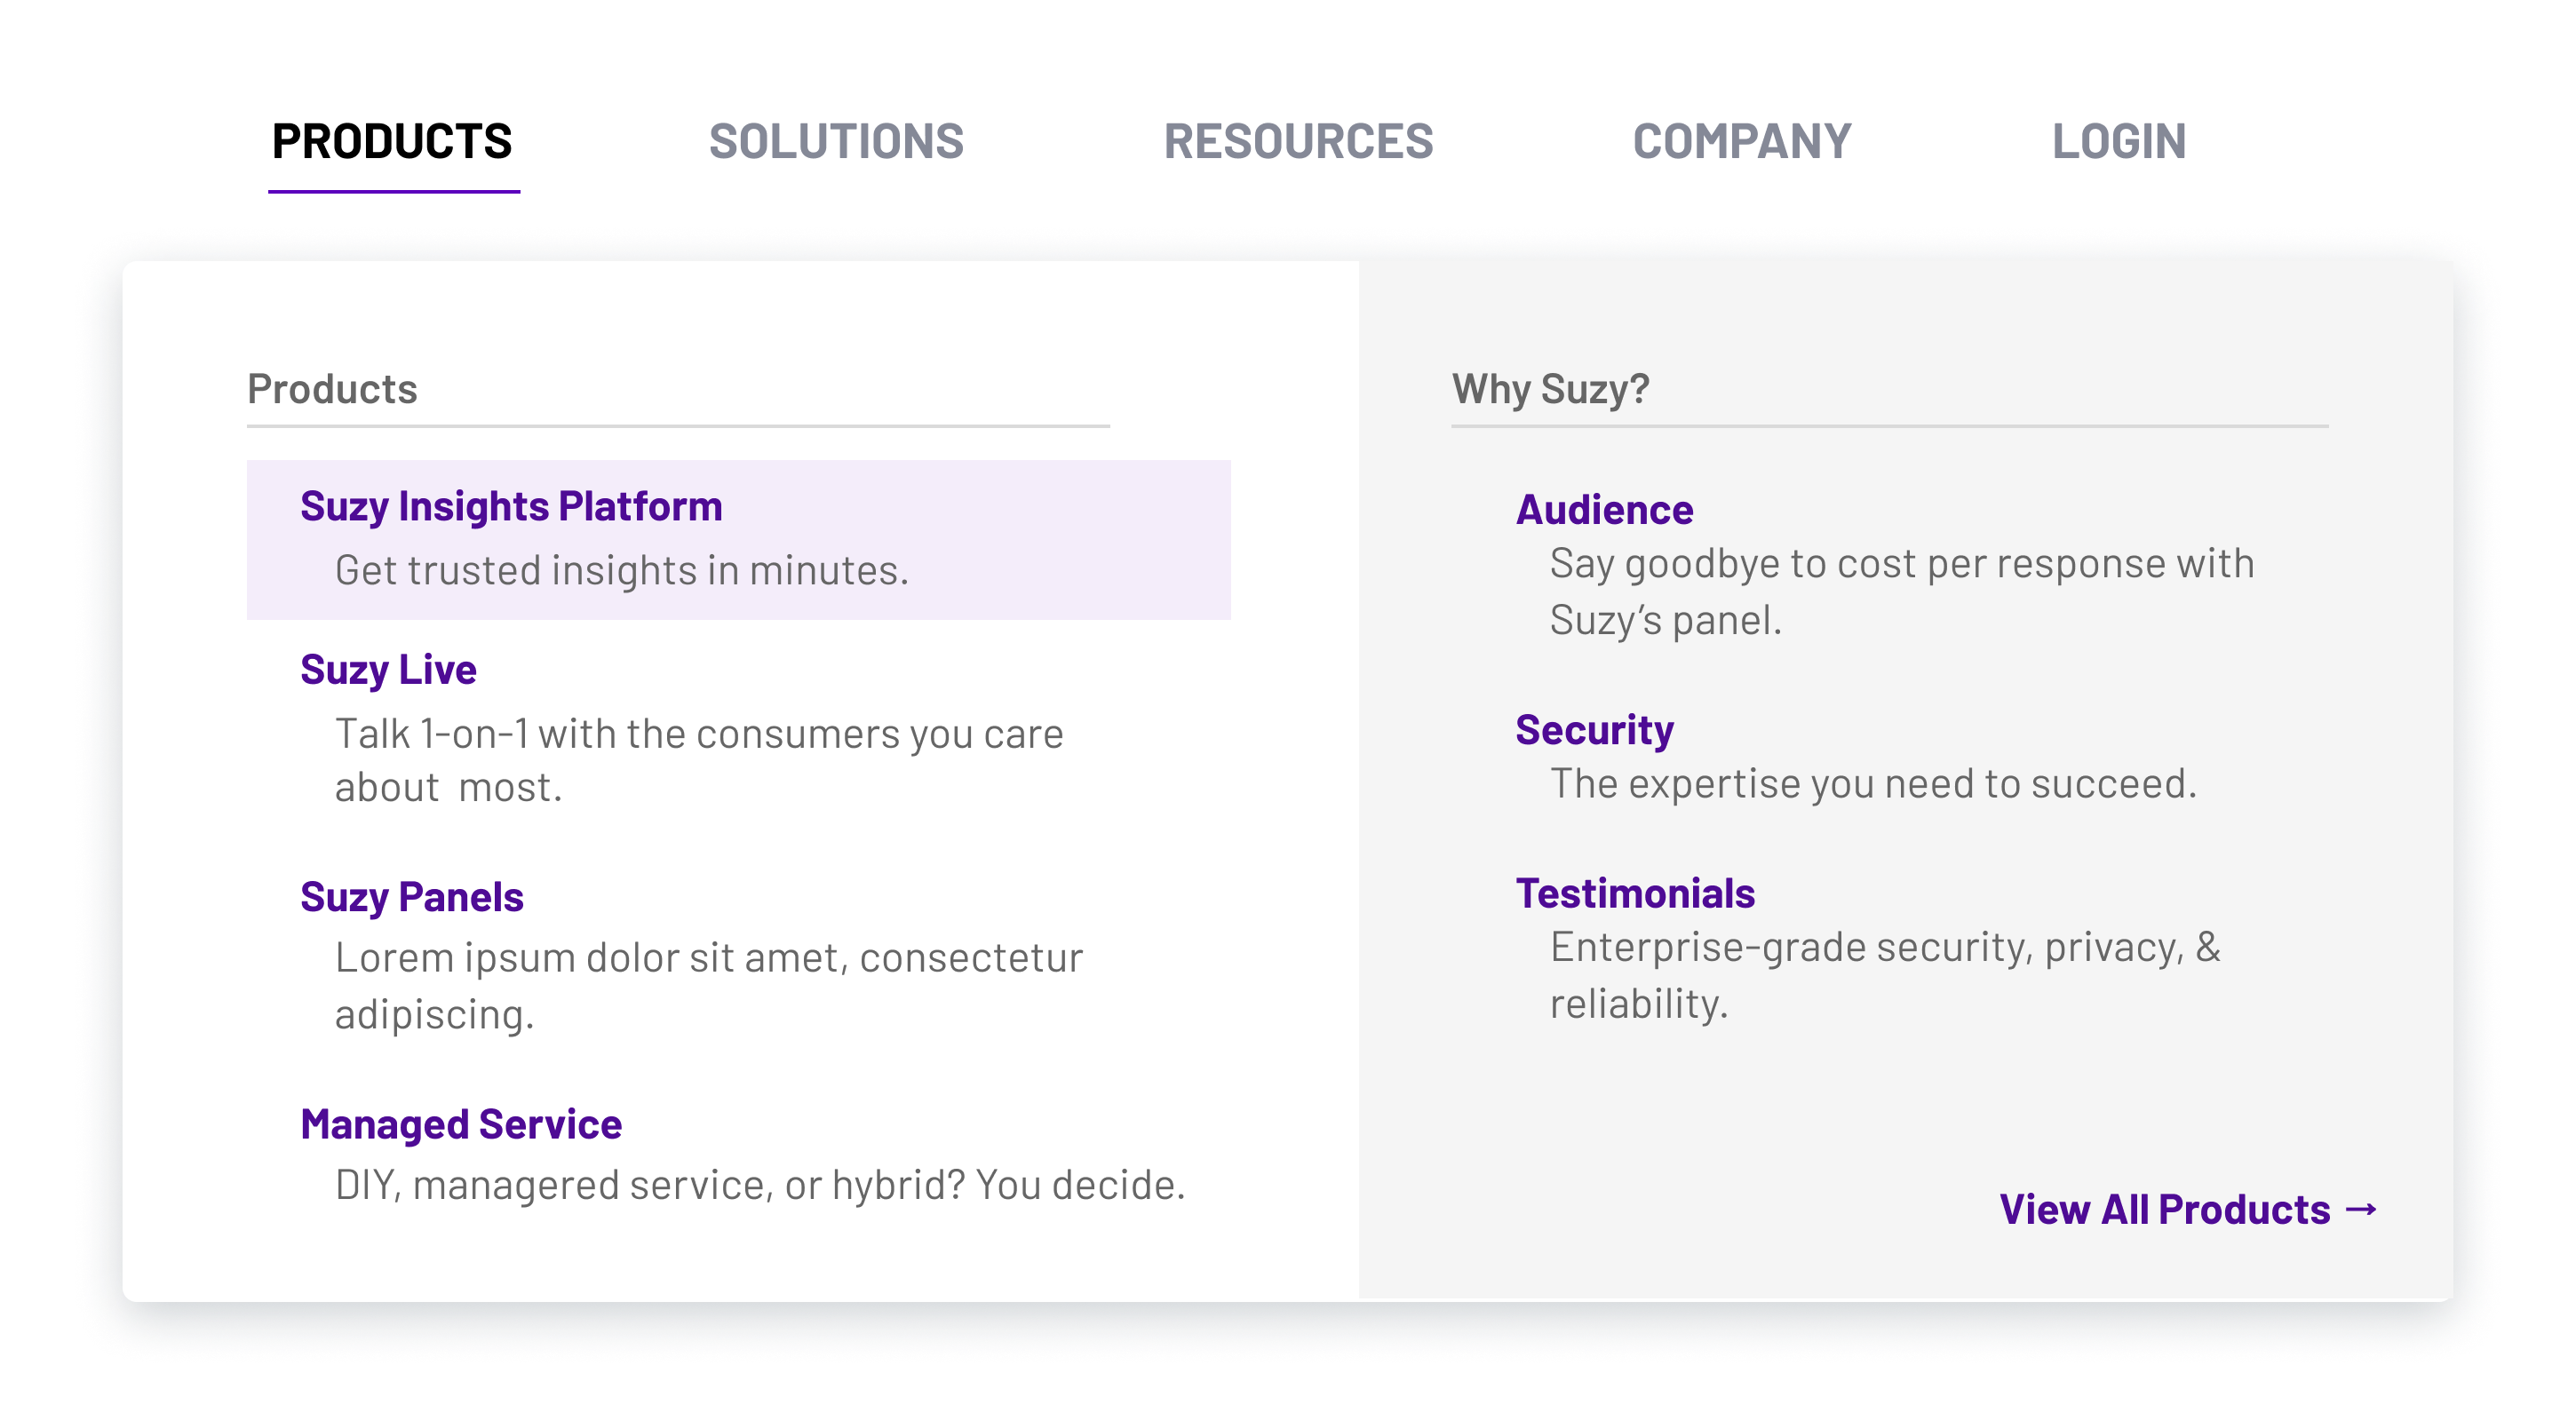 PRODUCTS SOLUTIONS RESOURCES COMPANY LOGIN
Products
Suzy Insights Platform
Get trusted insights in minutes.
Suzy Live
Talk 1-on-1 with the consumers you care
about  most.
Suzy Panels
Lorem ipsum dolor sit amet, consectetur
adipiscing.
Managed Service
DIY, managered service, or hybrid? You decide.
Why Suzy?
Audience
Say goodbye to cost per response with
Suzy’s panel.
Security
The expertise you need to succeed.
Testimonials
Enterprise-grade security, privacy, &
reliability.
View All Products →